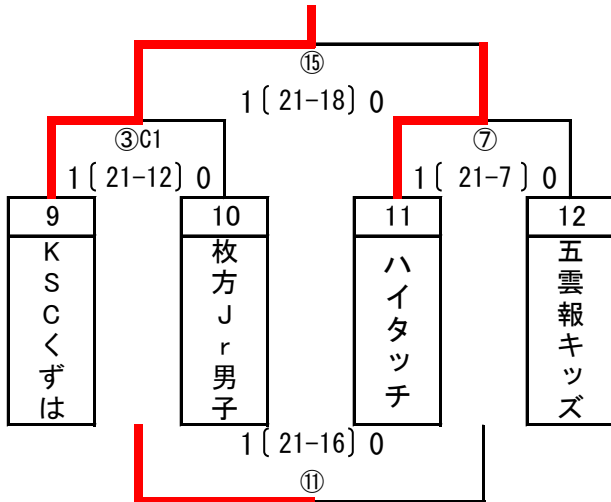 ⑮
1〔 21-18〕0
③C1
⑦
1〔 21-12〕0
1〔 21-7〕0
9
10
11
12
KSCくずは
枚方Jr男子
ハイタッチ
五雲報キッズ
1〔 21-16〕0
⑪